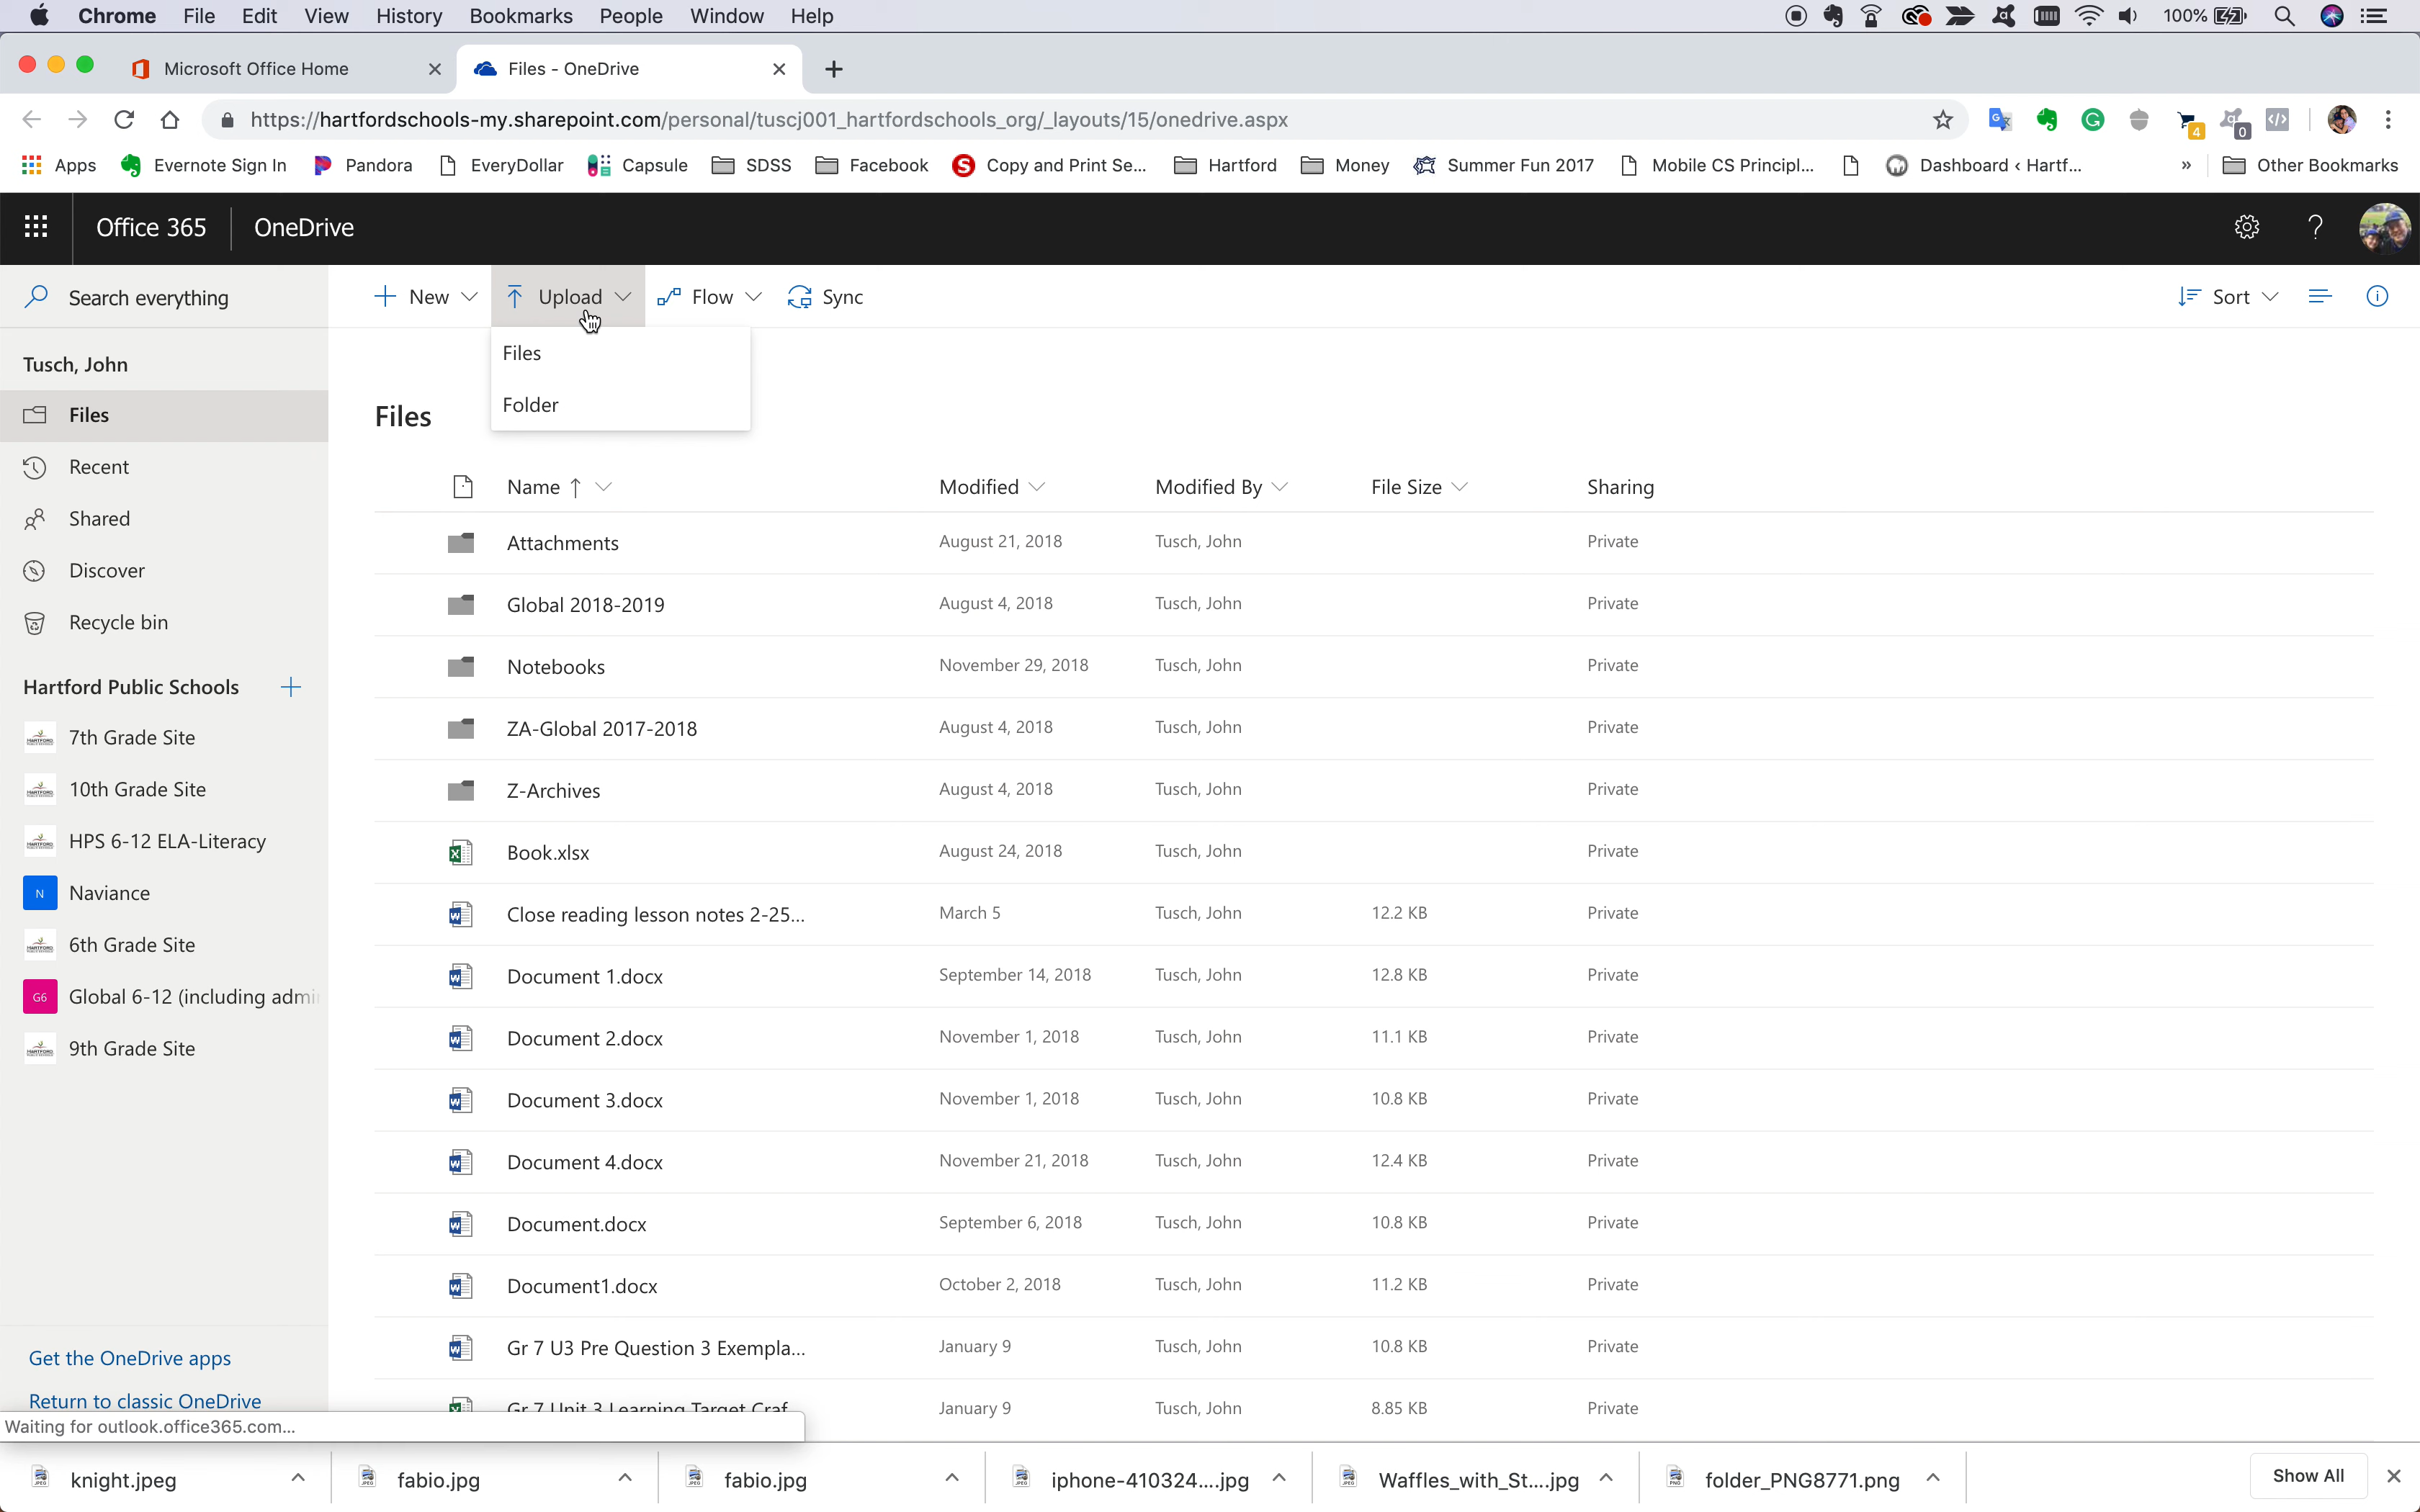 Chrome File Edit View History Bookmarks People Window Help 100%
Microsoft Office Home Files - OneDrive
https://hartfordschools-my.sharepoint.com/personal/tuscj001_hartfordschools_org/_layouts/15/onedrive.aspx 4 0
Apps Evernote Sign In Pandora EveryDollar Capsule SDSS Facebook Copy and Print Se... Hartford Money Summer Fun 2017 Mobile CS Principl... Dashboard ‹ Hartf... » Other Bookmarks
Office 365 OneDrive ?
Search everything New Upload Flow Sync Sort
Files
Folder
Tusch, John
Files
Recent
Shared
Discover
Recycle bin
Hartford Public Schools
7th Grade Site
10th Grade Site
HPS 6-12 ELA-Literacy
N Naviance
6th Grade Site
G6 Global 6-12 (including admi
9th Grade Site
Get the OneDrive apps
Return to classic OneDrive
Files
Name Modified Modified By File Size Sharing
Attachments August 21, 2018 Tusch, John Private
Global 2018-2019 August 4, 2018 Tusch, John Private
Notebooks November 29, 2018 Tusch, John Private
ZA-Global 2017-2018 August 4, 2018 Tusch, John Private
Z-Archives August 4, 2018 Tusch, John Private
Book.xlsx August 24, 2018 Tusch, John Private
Close reading lesson notes 2-25... March 5 Tusch, John 12.2 KB Private
Document 1.docx September 14, 2018 Tusch, John 12.8 KB Private
Document 2.docx November 1, 2018 Tusch, John 11.1 KB Private
Document 3.docx November 1, 2018 Tusch, John 10.8 KB Private
Document 4.docx November 21, 2018 Tusch, John 12.4 KB Private
Document.docx September 6, 2018 Tusch, John 10.8 KB Private
Document1.docx October 2, 2018 Tusch, John 11.2 KB Private
Gr 7 U3 Pre Question 3 Exempla... January 9 Tusch, John 10.8 KB Private
Gr 7 Unit 3 Learning Target Craf January 9 Tusch, John 8.85 KB Private
Waiting for outlook.office365.com...
knight.jpeg fabio.jpg fabio.jpg iphone-410324....jpg Waffles_with_St....jpg folder_PNG8771.png Show All